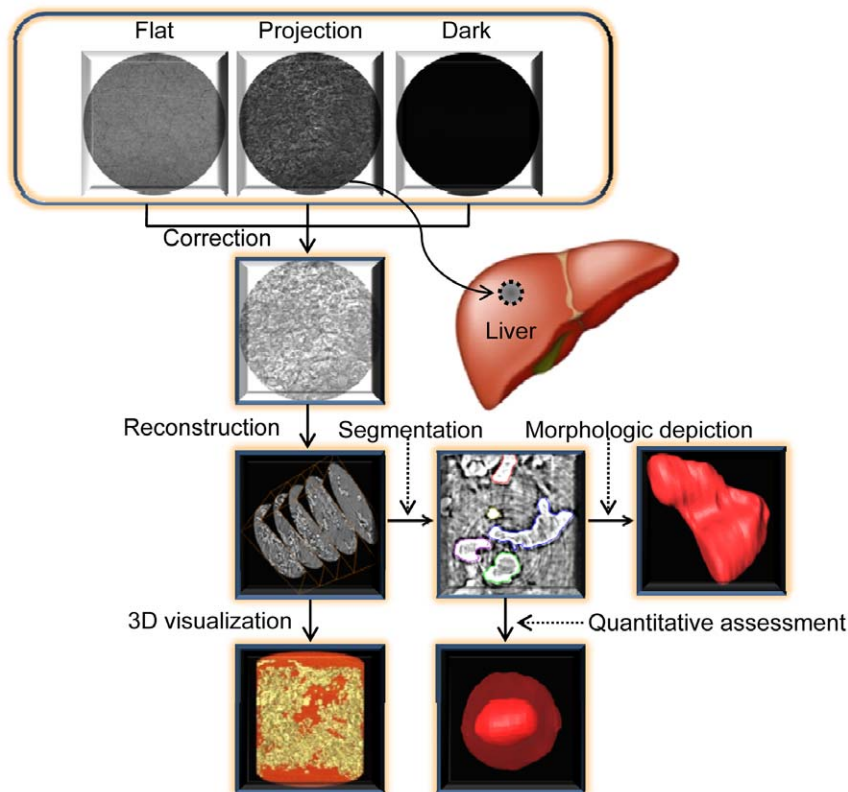 Flat Projection Dark
Correction
Liver
Reconstruction Segmentation Morphologic depiction
3D visualization Quantitative assessment